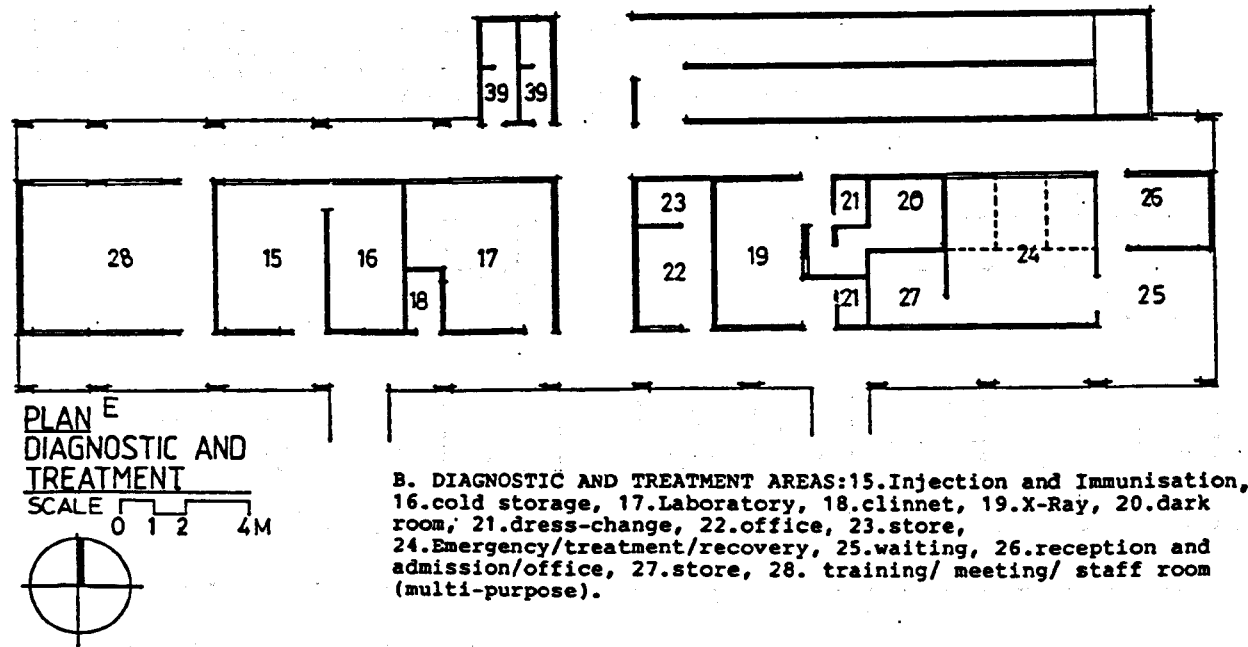 39 39
28 15 16 17 18 23 22 19 21 20 21 27 24 26 25
PLAN E
DIAGNOSTIC AND
TREATMENT
SCALE 0 1 2 4M
B. DIAGNOSTIC AND TREATMENT AREAS:15.Injection and Immunisation,
16.cold storage, 17.Laboratory, 18.clinnet, 19.X-Ray, 20.dark
room, 21.dress-change, 22.office, 23.store,
24.Emergency/treatment/recovery, 25.waiting, 26.reception and
admission/office, 27.store, 28. training/ meeting/ staff room
(multi-purpose).